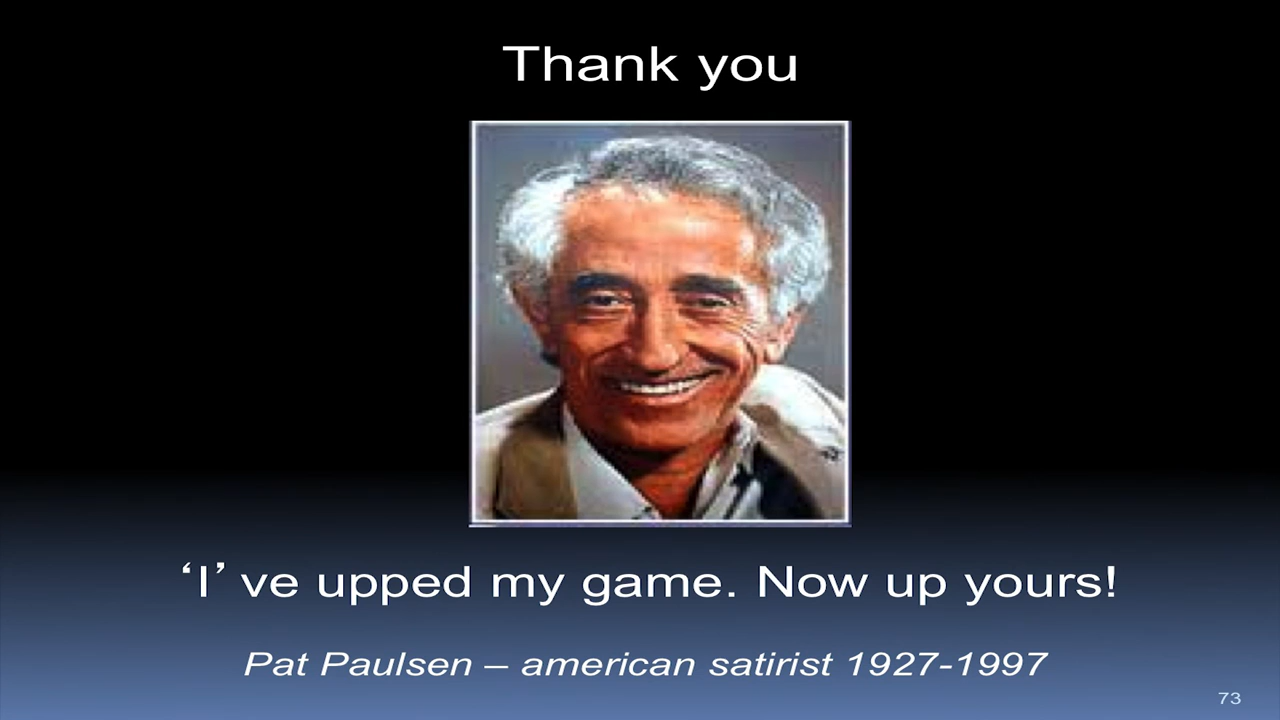 Thank you
‘I’ ve upped my game. Now up yours!
Pat Paulsen – american satirist 1927-1997
73